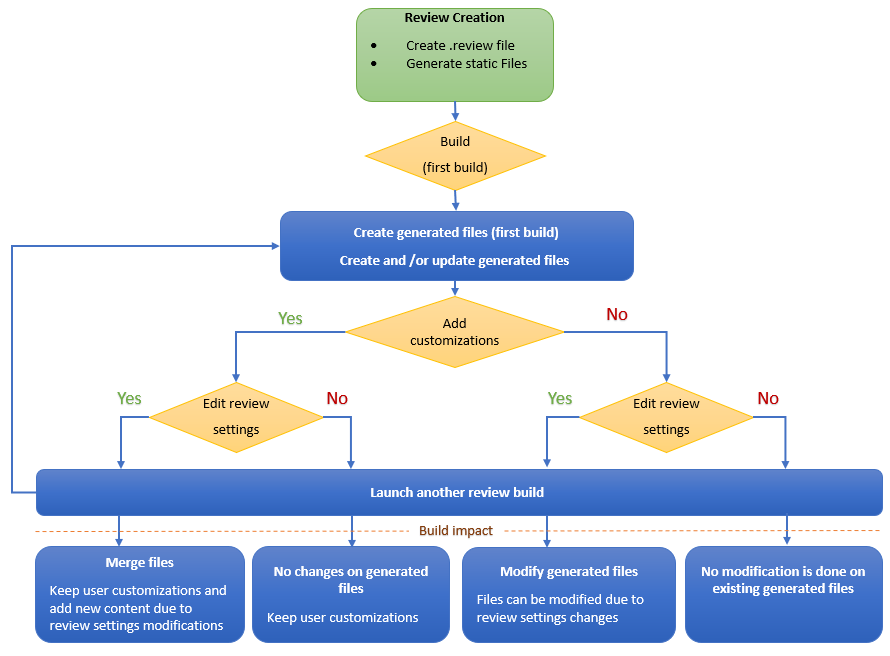 Review Creation
• Create .review file
• Generate static Files
Build
(first build)
Create generated files (first build)
Create and /or update generated files
Yes
No
Add
customizations
Yes
No
Yes
No
Edit review
settings
Edit review
settings
Launch another review build
Build impact
Merge files
Keep user customizations and
add new content due to
review settings modifications
No changes on generated
files
Keep user customizations
Modify generated files
Files can be modified due to
review settings changes
No modification is done on
existing generated files